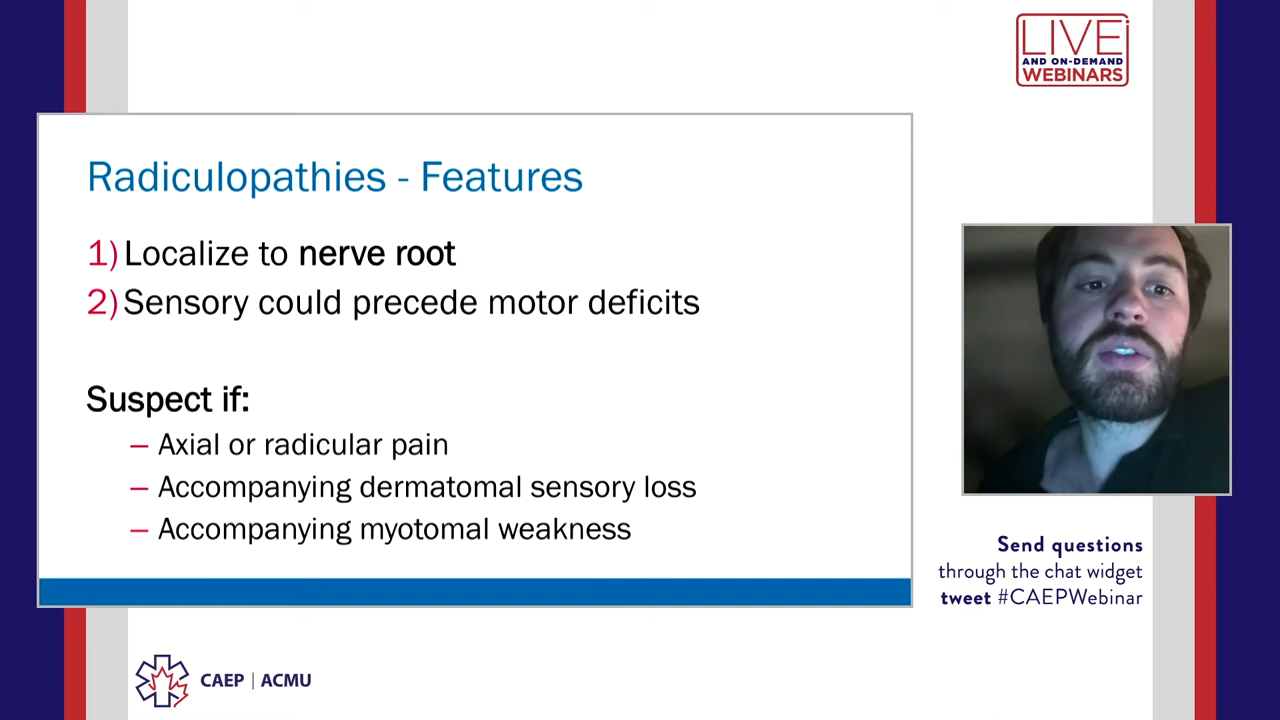 LIVE
AND ON-DEMAND
WEBINARS
Radiculopathies - Features
1) Localize to nerve root
2) Sensory could precede motor deficits
Suspect if:
– Axial or radicular pain
– Accompanying dermatomal sensory loss
– Accompanying myotomal weakness
Send questions
through the chat widget
tweet #CAEPWebinar
CAEP | ACMU